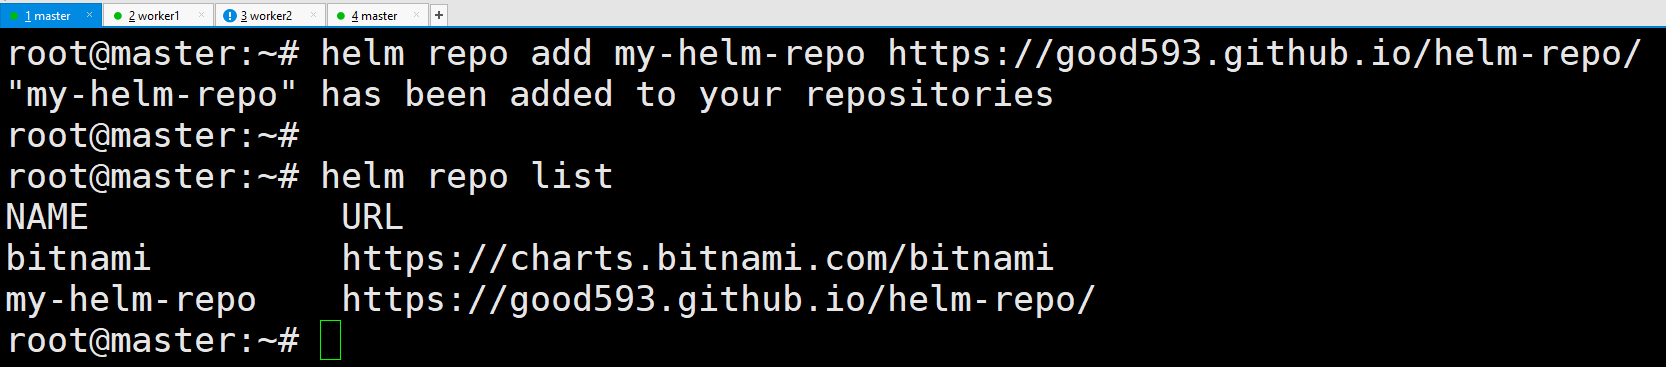 1 master × 2 worker1 × 3 worker2 × 4 master × +
root@master:~# helm repo add my-helm-repo https://good593.github.io/helm-repo/
"my-helm-repo" has been added to your repositories
root@master:~#
root@master:~# helm repo list
NAME URL
bitnami https://charts.bitnami.com/bitnami
my-helm-repo https://good593.github.io/helm-repo/
root@master:~#